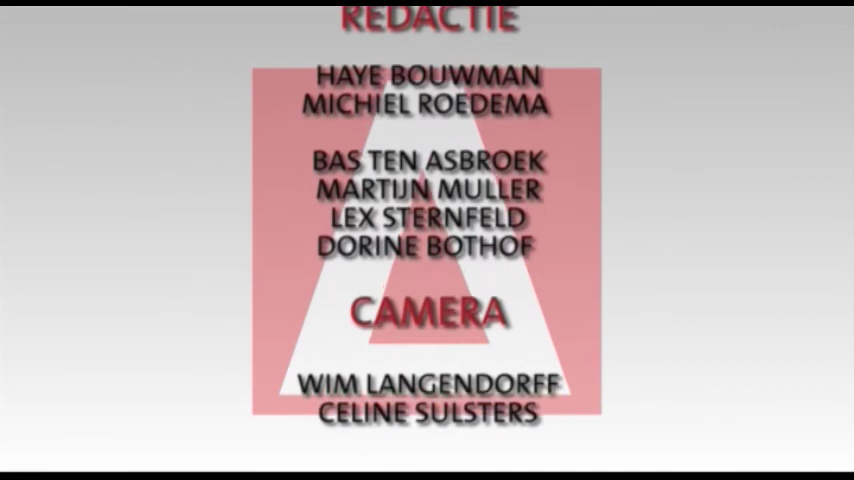 REDACTIE
HAYE BOUWMAN
MICHIEL ROEDEMA
BAS TEN ASBROEK
MARTIJN MULLER
LEX STERNFELD
DORINE BOTHOF
CAMERA
WIM LANGENDORFF
CELINE SULSTERS